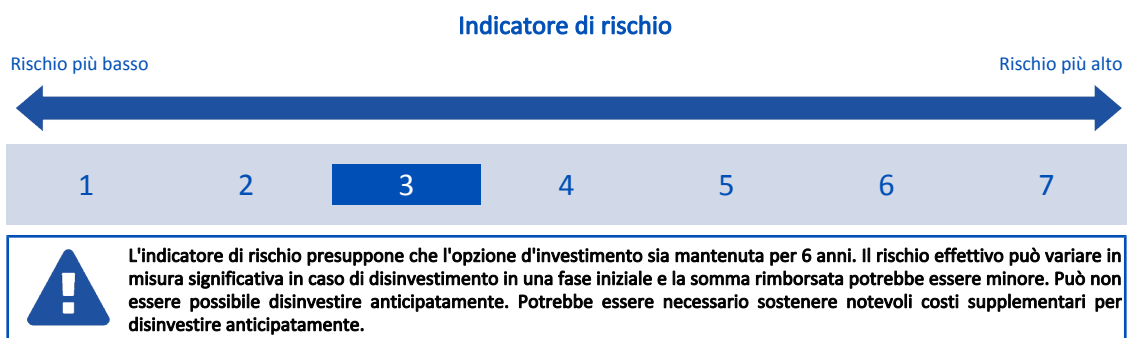 Indicatore di rischio
Rischio più basso
Rischio più alto
1 2 3 4 5 6 7
L'indicatore di rischio presuppone che l'opzione d'investimento sia mantenuta per 6 anni. Il rischio effettivo può variare in
misura significativa in caso di disinvestimento in una fase iniziale e la somma rimborsata potrebbe essere minore. Può non
essere possibile disinvestire anticipatamente. Potrebbe essere necessario sostenere notevoli costi supplementari per
disinvestire anticipatamente.